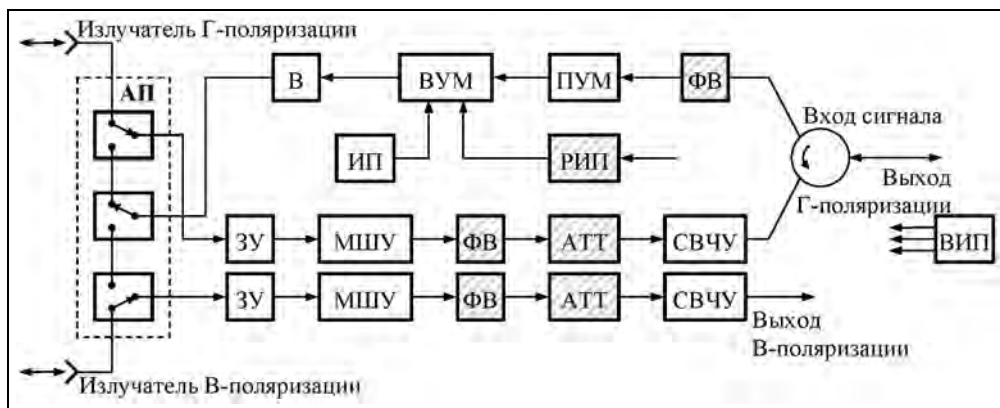 Излучатель Г-поляризации
АП
В
ВУМ
ПУМ
ФВ
Вход сигнала
ИП
РИП
Выход
Г-поляризации
ЗУ
МШУ
ФВ
АТТ
СВЧУ
ВИП
ЗУ
МШУ
ФВ
АТТ
СВЧУ
Выход
В-поляризации
Излучатель В-поляризации